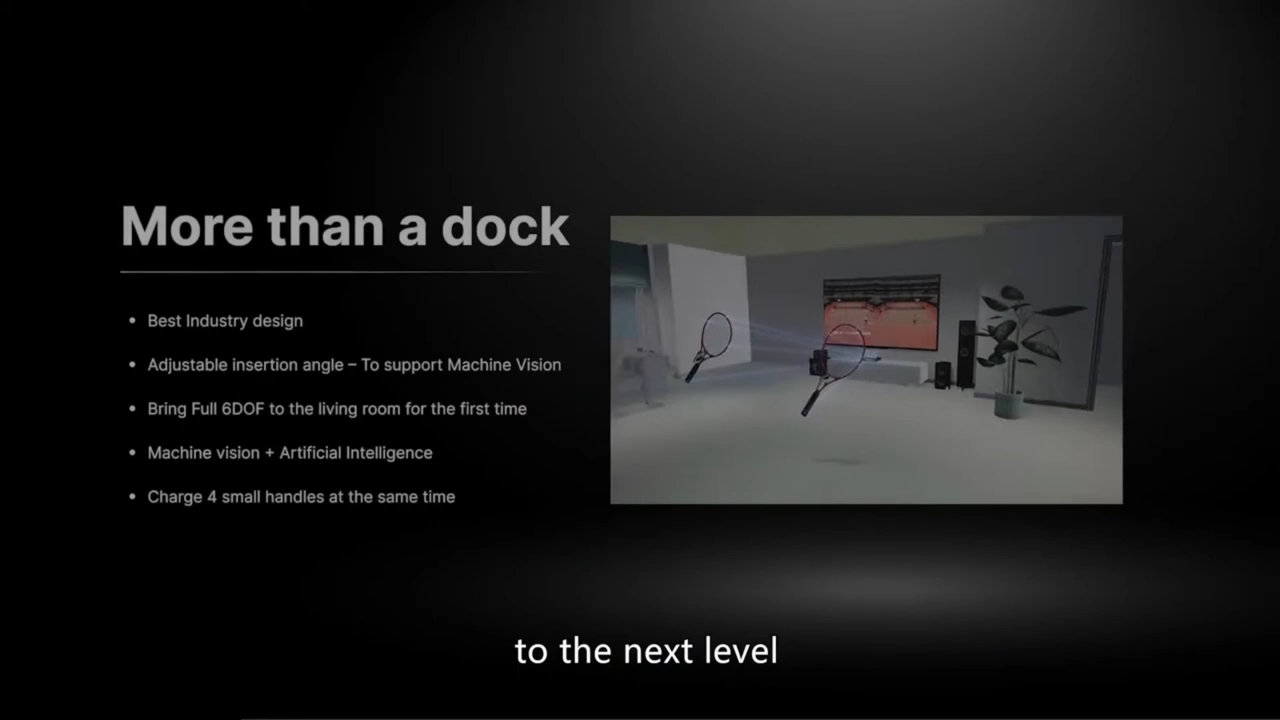 More than a dock
• Best Industry design
• Adjustable insertion angle – To support Machine Vision
• Bring Full 6DOF to the living room for the first time
• Machine vision + Artificial Intelligence
• Charge 4 small handles at the same time
to the next level